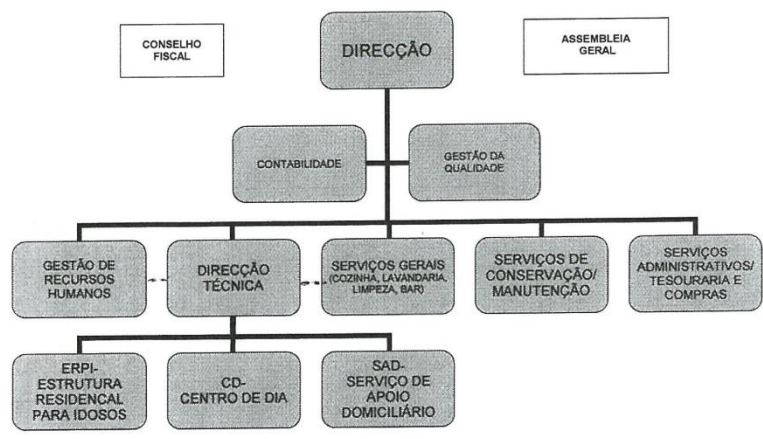 CONSELHO
FISCAL
DIRECÇÃO
ASSEMBLEIA
GERAL
CONTABILIDADE
GESTÃO DA
QUALIDADE
GESTÃO DE
RECURSOS
HUMANOS
DIRECÇÃO
TÉCNICA
SERVIÇOS GERAIS
(COZINHA, LAVANDARIA,
LIMPEZA, BAR)
SERVIÇOS DE
CONSERVAÇÃO/
MANUTENÇÃO
SERVIÇOS
ADMINISTRATIVOS/
TESOURARIA E
COMPRAS
ERPI-
ESTRUTURA
RESIDENÇAL
PARA IDOSOS
CD-
CENTRO DE DIA
SAD-
SERVIÇO DE
APOIO
DOMICILIÁRIO